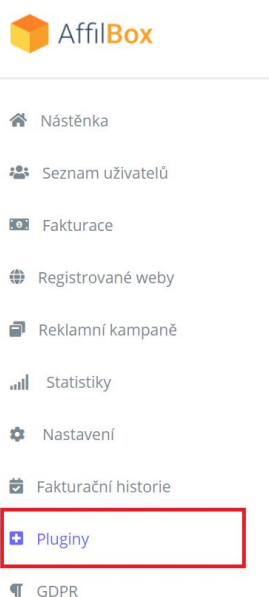 AffilBox
Nástěnka
Seznam uživatelů
Fakturace
Registrované weby
Reklamní kampaně
Statistiky
Nastavení
Fakturační historie
Pluginy
GDPR